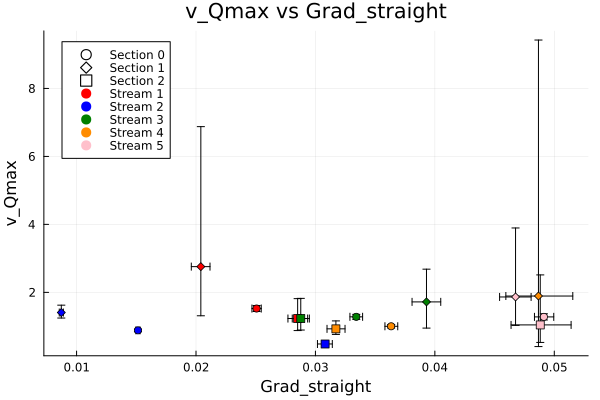 v_Qmax vs Grad_straight
Section 0
Section 1
Section 2
Stream 1
Stream 2
Stream 3
Stream 4
Stream 5
v_Qmax
8
6
4
2
0.01 0.02 0.03 0.04 0.05
Grad_straight